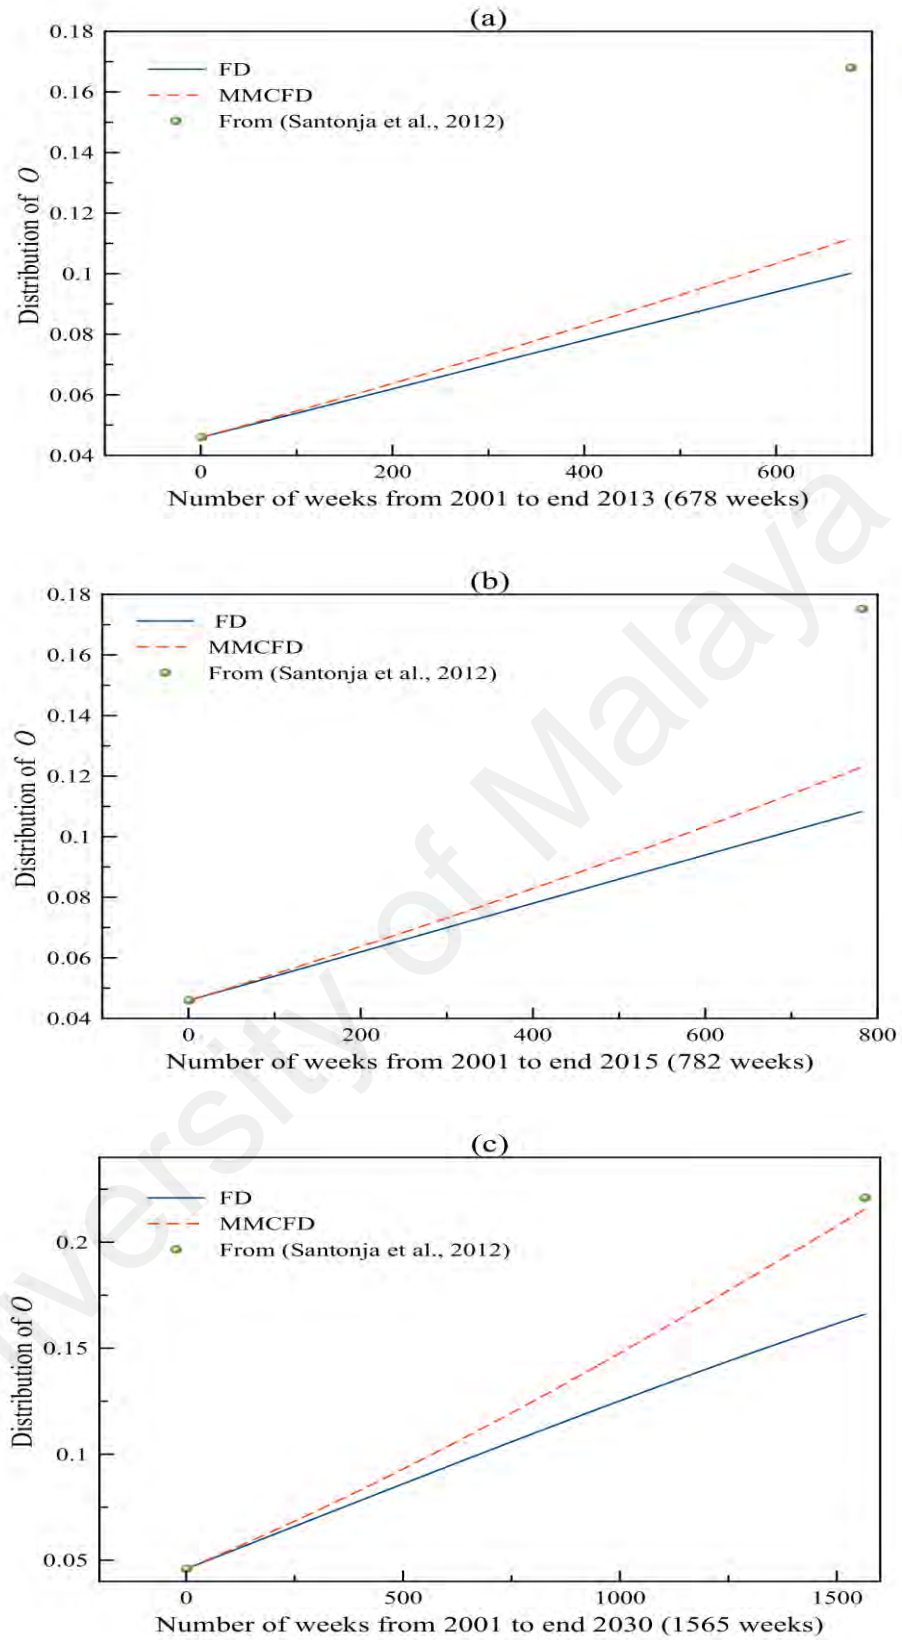 (a)
0.18
0.16
0.14
0.12
0.1
0.08
0.06
0.04
Distribution of O
FD
MMCFD
From (Santonja et al., 2012)
0 200 400 600
Number of weeks from 2001 to end 2013 (678 weeks)
(b)
0.18
0.16
0.14
0.12
0.1
0.08
0.06
0.04
Distribution of O
FD
MMCFD
From (Santonja et al., 2012)
0 200 400 600 800
Number of weeks from 2001 to end 2015 (782 weeks)
(c)
0.2
0.15
0.1
0.05
Distribution of O
FD
MMCFD
From (Santonja et al., 2012)
0 500 1000 1500
Number of weeks from 2001 to end 2030 (1565 weeks)
versity of Malaya